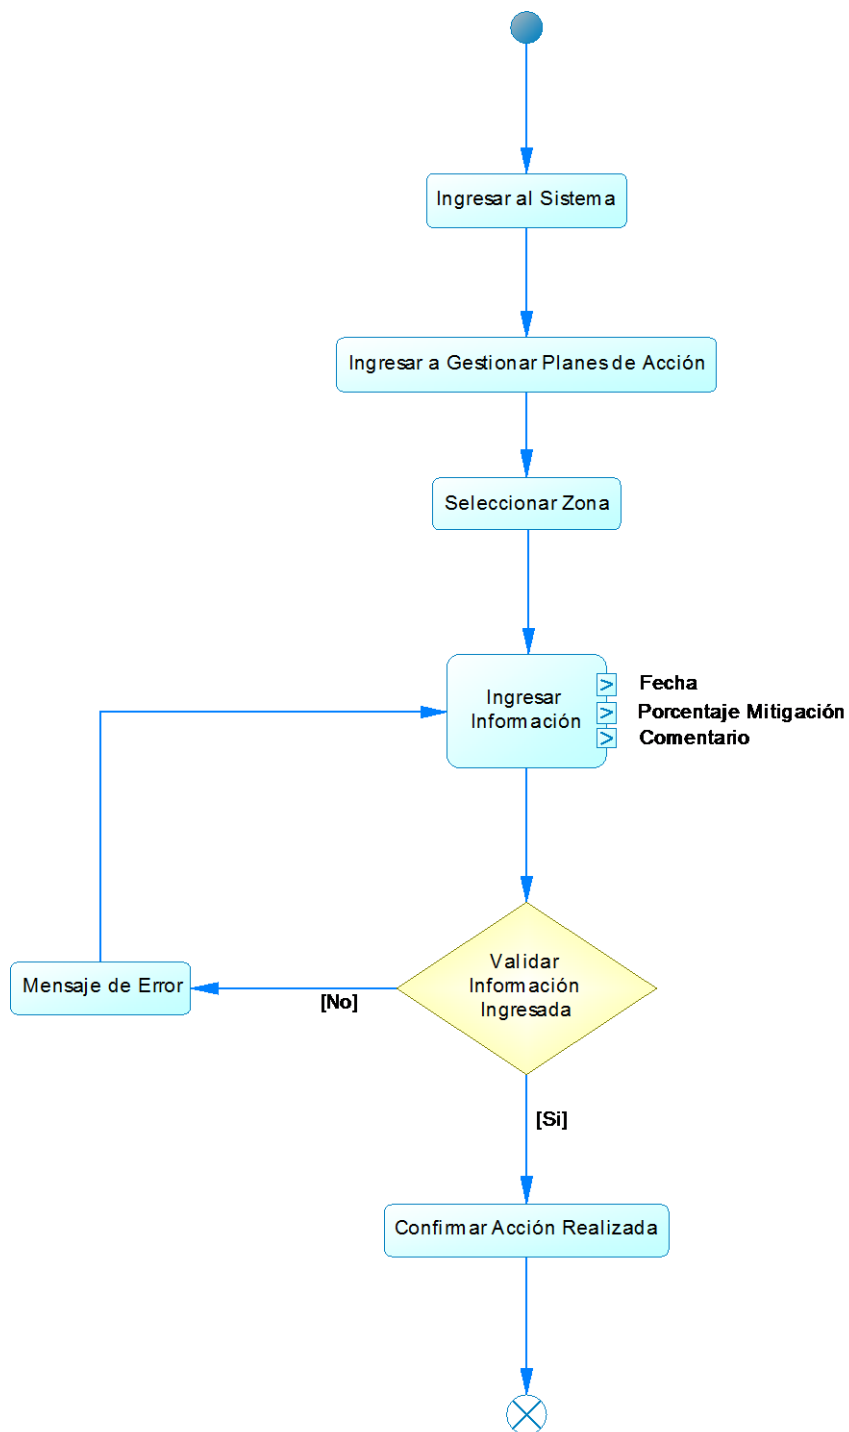 Ingresar al Sistema
Ingresar a Gestionar Planes de Acción
Seleccionar Zona
Ingresar
Información
Fecha
Porcentaje Mitigación
Comentario
Validar
Información
Ingresada
Mensaje de Error
[No]
[Si]
Confirmar Acción Realizada